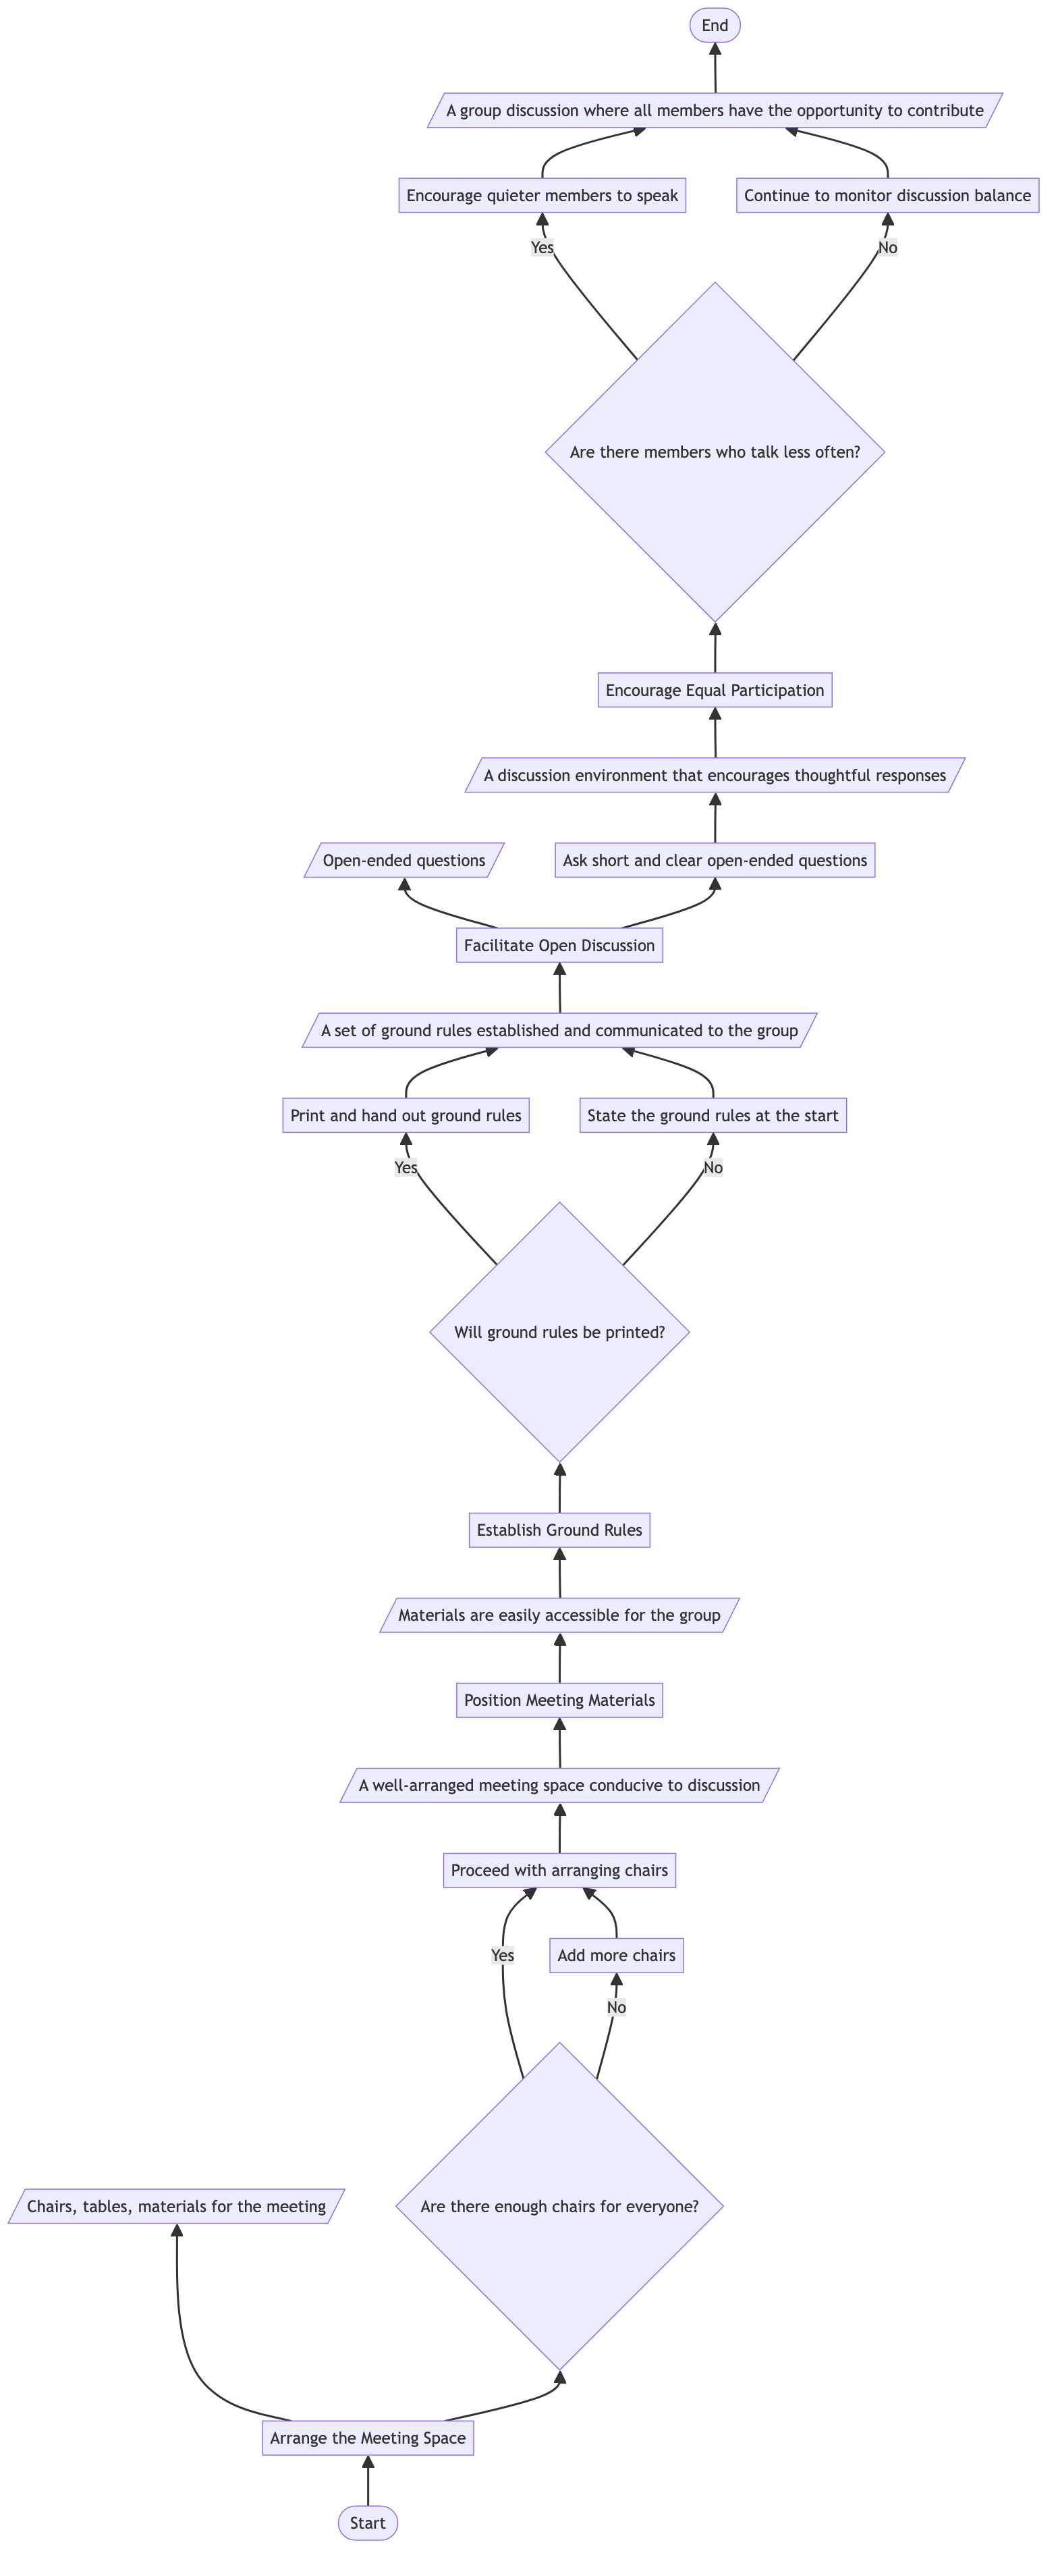 End
A group discussion where all members have the opportunity to contribute
Encourage quieter members to speak
Continue to monitor discussion balance
Yes
No
Are there members who talk less often?
Encourage Equal Participation
A discussion environment that encourages thoughtful responses
Open-ended questions
Ask short and clear open-ended questions
Facilitate Open Discussion
A set of ground rules established and communicated to the group
Print and hand out ground rules
State the ground rules at the start
Yes
No
Will ground rules be printed?
Establish Ground Rules
Materials are easily accessible for the group
Position Meeting Materials
A well-arranged meeting space conducive to discussion
Proceed with arranging chairs
Yes
Add more chairs
No
Chairs, tables, materials for the meeting
Are there enough chairs for everyone?
Arrange the Meeting Space
Start